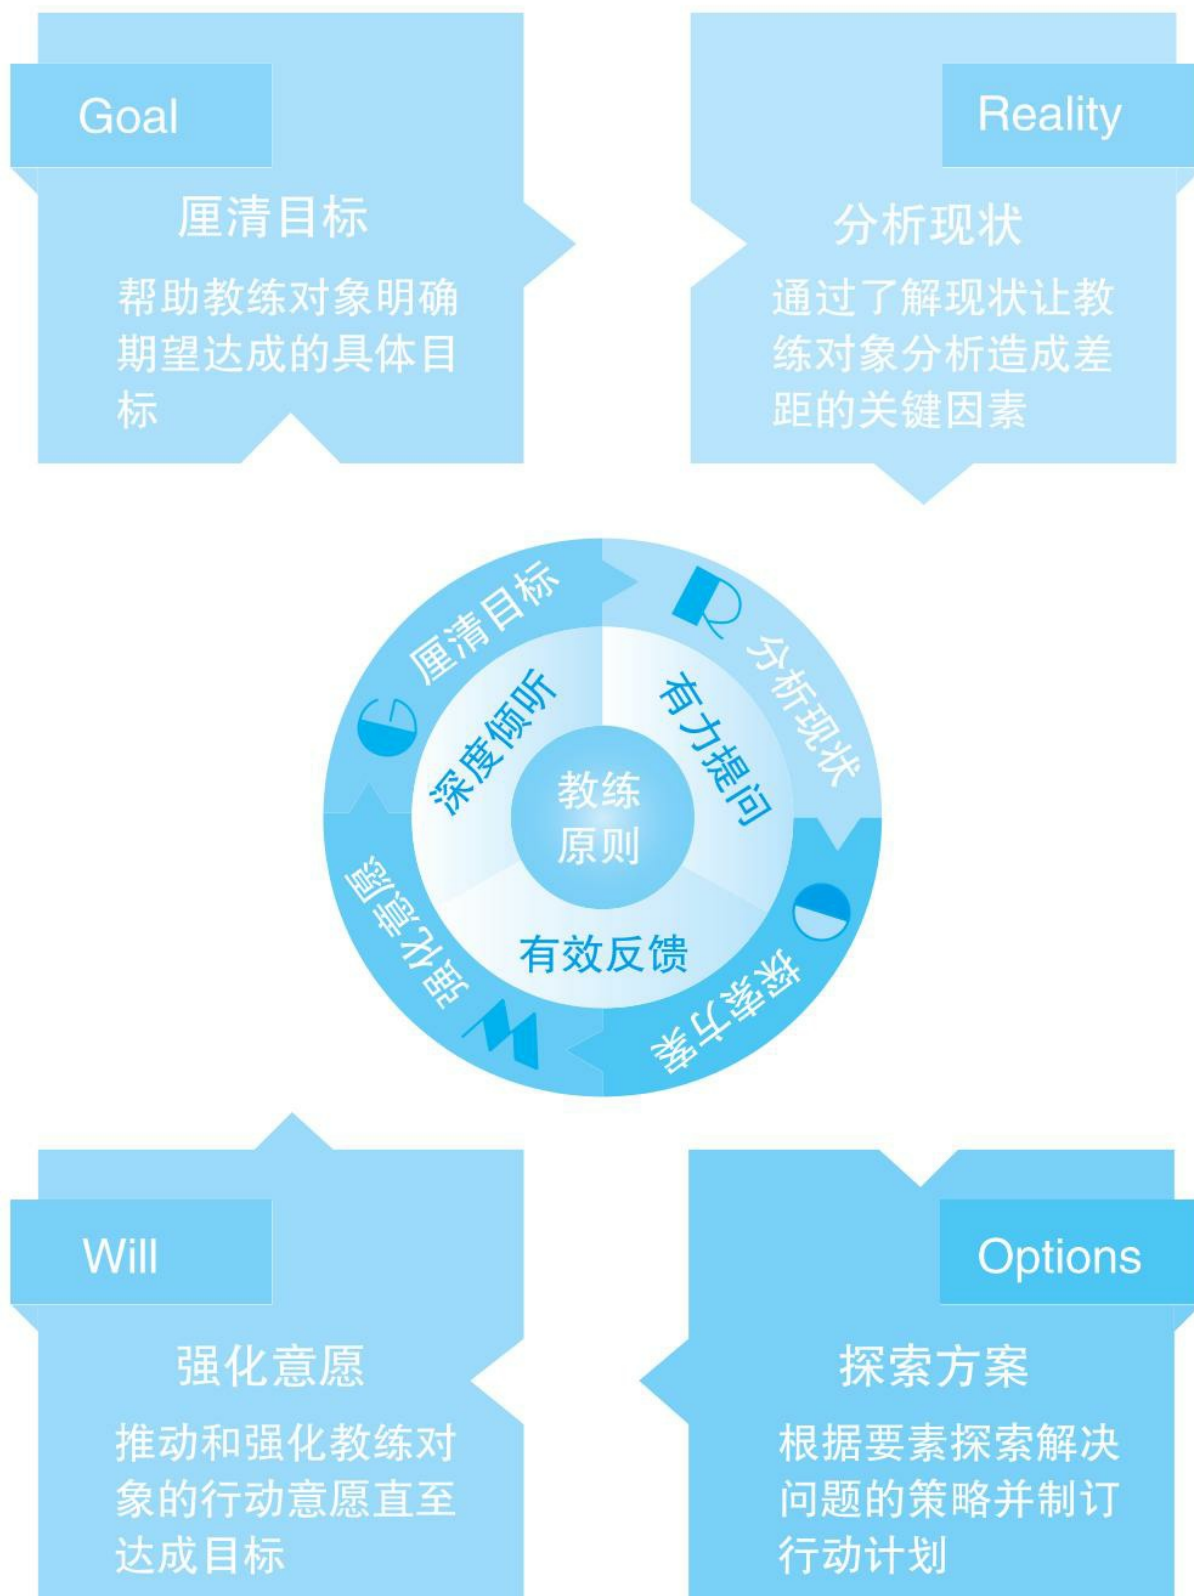 Goal
厘清目标
帮助教练对象明确
期望达成的具体目
标
Reality
分析现状
通过了解现状让教
练对象分析造成差
距的关键因素
G 厘清目标
R 分析现状
O 探索方案
W 强化意愿
深度倾听
有力提问
有效反馈
教练
原则
Will
强化意愿
推动和强化教练对
象的行动意愿直至
达成目标
Options
探索方案
根据要素探索解决
问题的策略并制订
行动计划